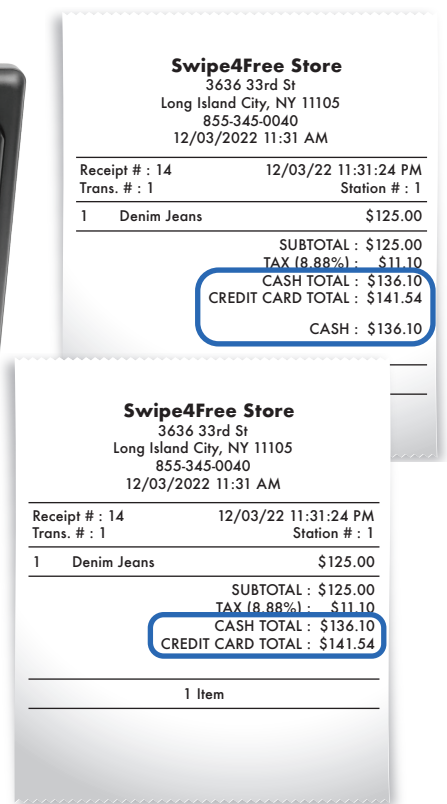 Swipe4Free Store
3636 33rd St
Long Island City, NY 11105
855-345-0040
12/03/2022 11:31 AM
Receipt # : 14 12/03/22 11:31:24 PM
Trans. # : 1 Station # : 1
1 Denim Jeans $125.00
SUBTOTAL : $125.00
TAX (8.88%) : $11.10
CASH TOTAL : $136.10
CREDIT CARD TOTAL : $141.54
CASH : $136.10
Swipe4Free Store
3636 33rd St
Long Island City, NY 11105
855-345-0040
12/03/2022 11:31 AM
Receipt # : 14 12/03/22 11:31:24 PM
Trans. # : 1 Station # : 1
1 Denim Jeans $125.00
SUBTOTAL : $125.00
TAX (8.88%) : $11.10
CASH TOTAL : $136.10
CREDIT CARD TOTAL : $141.54
1 Item